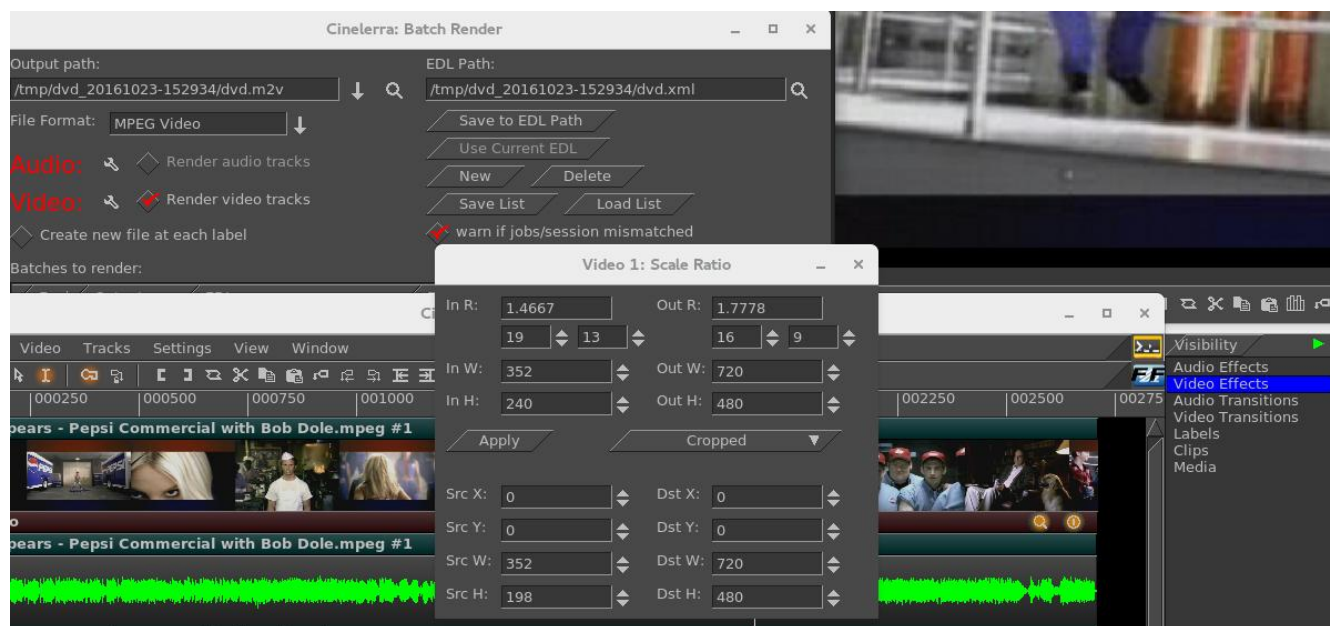 Cinelerra: Batch Render
Output path:
EDL Path:
/tmp/dvd_20161023-152934/dvd.m2v
/tmp/dvd_20161023-152934/dvd.xml
File Format: MPEG Video
Save to EDL Path
Use Current EDL
Audio: Render audio tracks
New Delete
Video: Render video tracks
Save List Load List
Create new file at each label
warn if jobs/session mismatched
Batches to render:
Video 1: Scale Ratio
In R: 1.4667 Out R: 1.7778
19 13 16 9
In W: 352 Out W: 720
In H: 240 Out H: 480
Apply Cropped
Src X: 0 Dst X: 0
Src Y: 0 Dst Y: 0
Src W: 352 Dst W: 720
Src H: 198 Dst H: 480
Ci
Video Tracks Settings View Window
000250 000500 000750 001000 002250 002500 00275
pears - Pepsi Commercial with Bob Dole.mpeg #1
PEPSI
o
pears - Pepsi Commercial with Bob Dole.mpeg #1
Visibility
Audio Effects
Video Effects
Audio Transitions
Video Transitions
Labels
Clips
Media